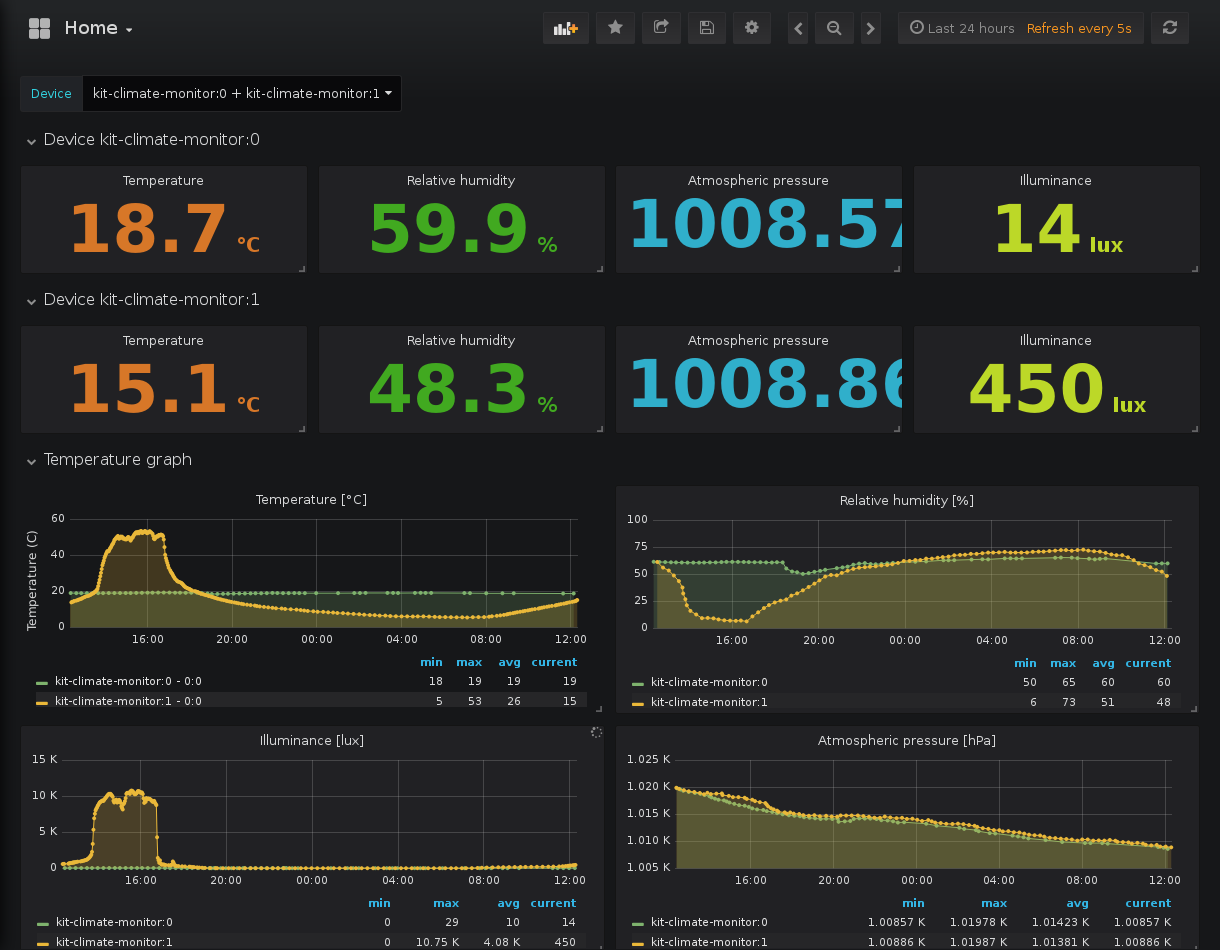 Home
Last 24 hours Refresh every 5s
Device kit-climate-monitor:0 + kit-climate-monitor:1
Device kit-climate-monitor:0
Temperature Relative humidity Atmospheric pressure Illuminance
18.7 °C 59.9 % 1008.57 14 lux
Device kit-climate-monitor:1
Temperature Relative humidity Atmospheric pressure Illuminance
15.1 °C 48.3 % 1008.86 450 lux
Temperature graph
Temperature [°C]
Temperature (C)
60
40
20
0
16:00 20:00 00:00 04:00 08:00 12:00
min max avg current
kit-climate-monitor:0 - 0:0 18 19 19 19
kit-climate-monitor:1 - 0:0 5 53 26 15
Relative humidity [%]
100
75
50
25
0
16:00 20:00 00:00 04:00 08:00 12:00
min max avg current
kit-climate-monitor:0 50 65 60 60
kit-climate-monitor:1 6 73 51 48
Illuminance [lux]
15 K
10 K
5 K
0
16:00 20:00 00:00 04:00 08:00 12:00
min max avg current
kit-climate-monitor:0 0 29 10 14
kit-climate-monitor:1 0 10.75 K 4.08 K 450
Atmospheric pressure [hPa]
1.025 K
1.020 K
1.015 K
1.010 K
1.005 K
16:00 20:00 00:00 04:00 08:00 12:00
min max avg current
kit-climate-monitor:0 1.00857 K 1.01978 K 1.01423 K 1.00857 K
kit-climate-monitor:1 1.00886 K 1.01987 K 1.01381 K 1.00886 K